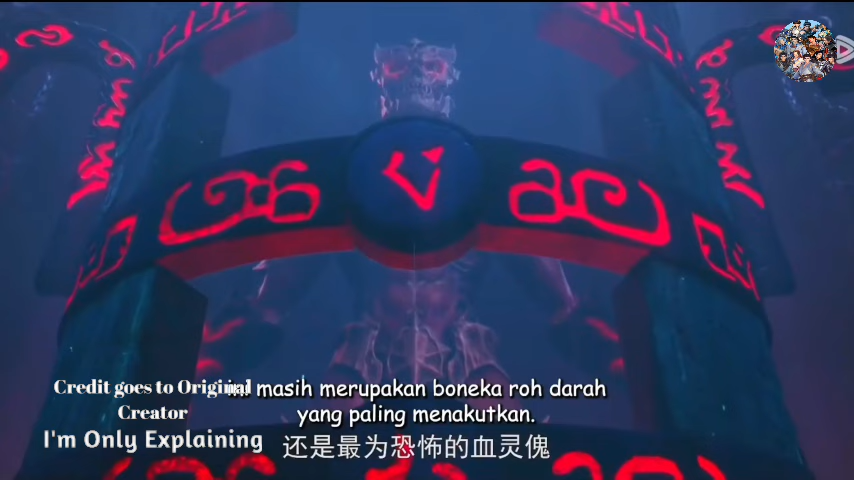 Credit goes to Original
Creator
I'm Only Explaining
masih merupakan boneka roh darah
yang paling menakutkan.
还是最为恐怖的血灵傀